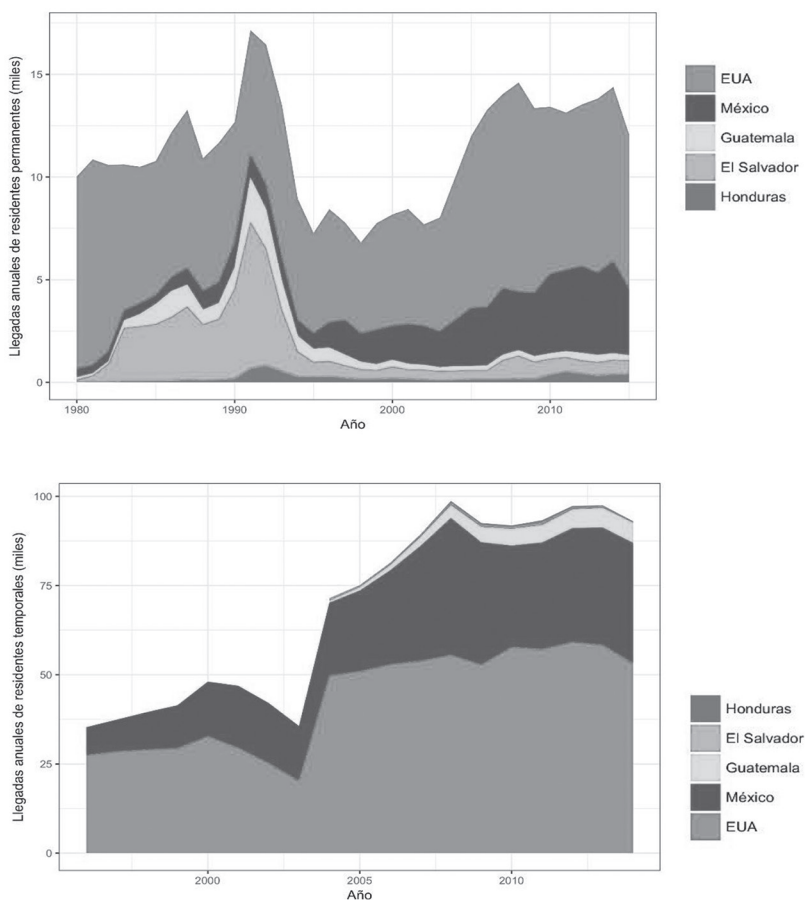 Llegadas anuales de residentes permanentes (miles)
15
10
5
0
1980
1990
2000
2010
Año
EUA
México
Guatemala
El Salvador
Honduras
Llegadas anuales de residentes temporales (miles)
100
75
50
25
0
2000
2005
2010
Año
Honduras
El Salvador
Guatemala
México
EUA